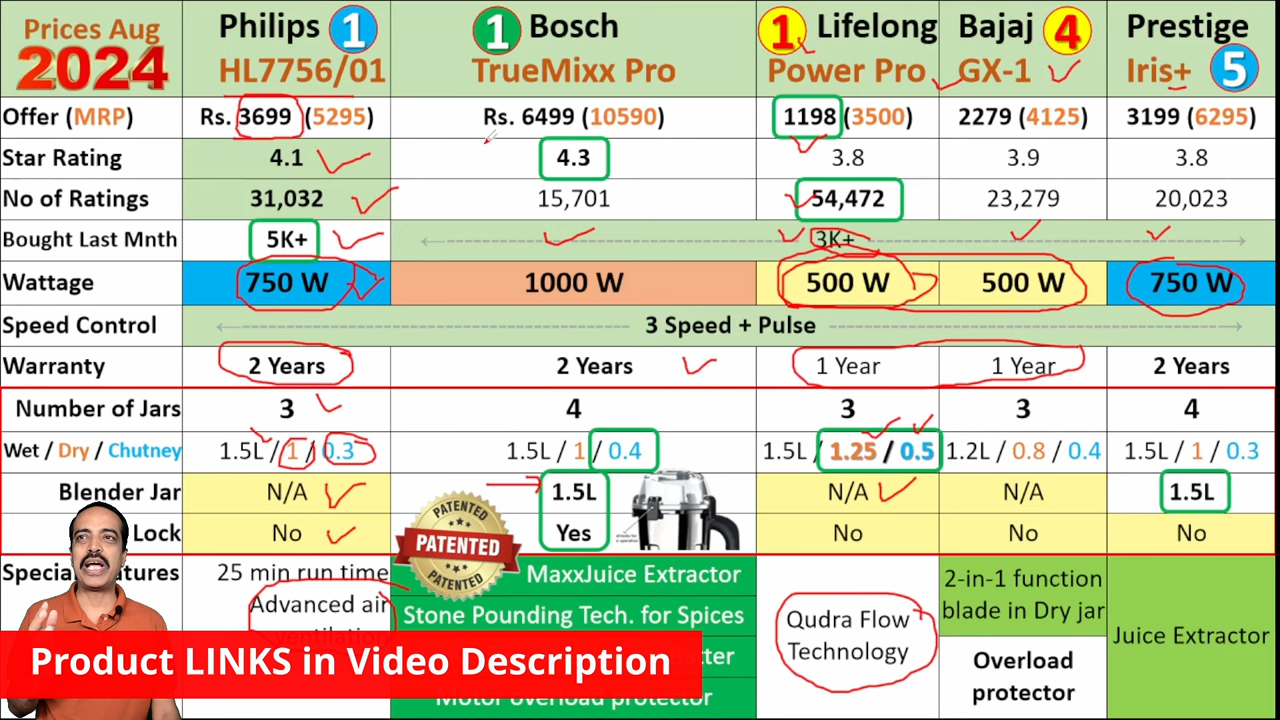 Prices Aug
2024
Philips 1
HL7756/01
1 Bosch
TrueMixx Pro
1 Lifelong
Power Pro
Bajaj 4
GX-1
Prestige
Iris+ 5
Offer (MRP) Rs. 3699 (5295) Rs. 6499 (10590) 1198 (3500) 2279 (4125) 3199 (6295)
Star Rating 4.1 4.3 3.8 3.9 3.8
No of Ratings 31,032 15,701 54,472 23,279 20,023
Bought Last Mnth 5K+ 3K+
Wattage 750 W 1000 W 500 W 500 W 750 W
Speed Control 3 Speed + Pulse
Warranty 2 Years 2 Years 1 Year 1 Year 2 Years
Number of Jars 3 4 3 3 4
Wet / Dry / Chutney 1.5L / 1 / 0.3 1.5L / 1 / 0.4 1.5L / 1.25 / 0.5 1.2L / 0.8 / 0.4 1.5L / 1 / 0.3
Blender Jar N/A 1.5L N/A N/A 1.5L
Lock No Yes No No No
PATENTED
PATENTED
PATENTED
Special Features
25 min run time
Advanced air
ventilation
MaxxJuice Extractor
Stone Pounding Tech. for Spices
Motor overload protector
Qudra Flow
Technology
2-in-1 function
blade in Dry jar
Overload
protector
Juice Extractor
Product LINKS in Video Description